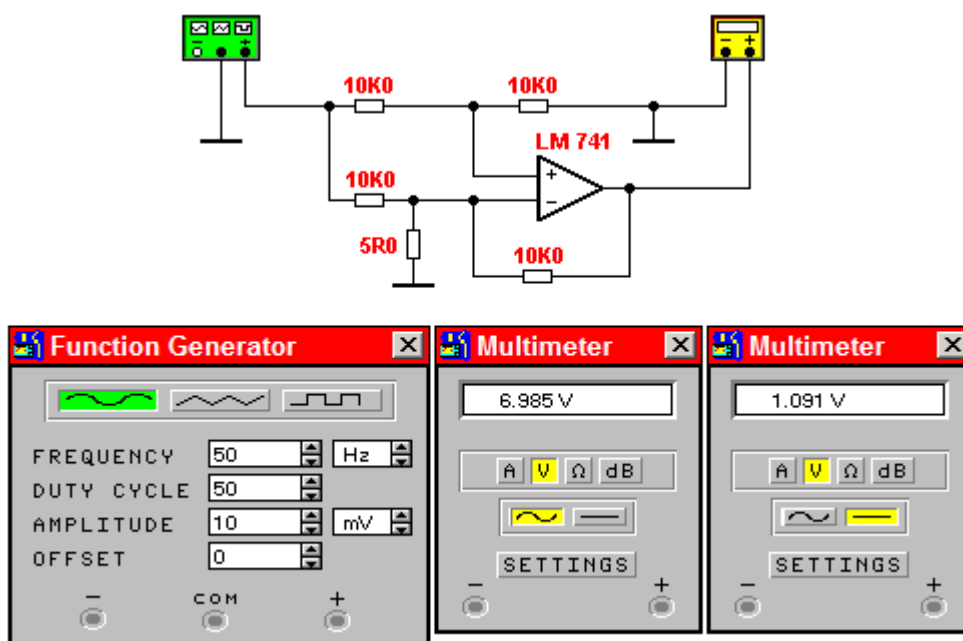 10K0 10K0
LM 741
+
10K0
−
5R0
10K0
Function Generator
FREQUENCY 50 Hz
DUTY CYCLE 50
AMPLITUDE 10 mV
OFFSET 0
− COM +
Multimeter
6.985 V
A V Ω dB
SETTINGS
− +
Multimeter
1.091 V
A V Ω dB
SETTINGS
− +